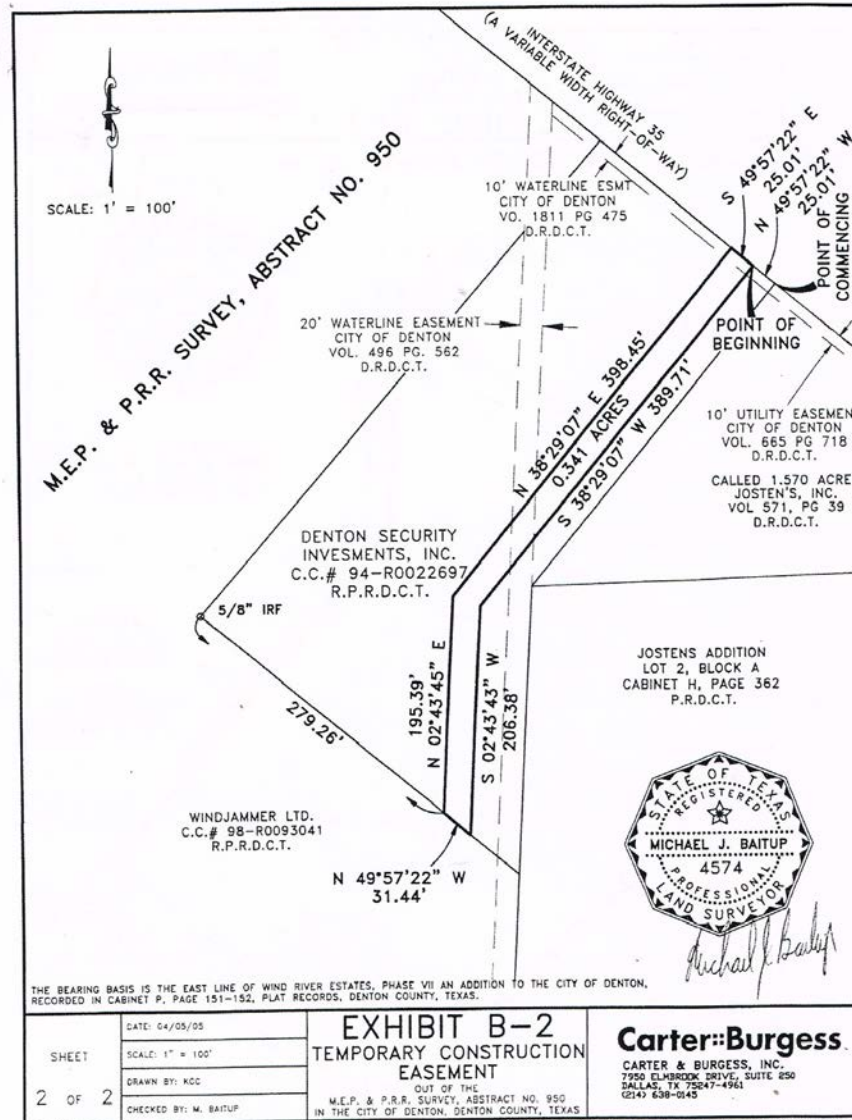 INTERSTATE HIGHWAY 35
(A VARIABLE WIDTH RIGHT-OF-WAY)
SCALE: 1' = 100'
M.E.P. & P.R.R. SURVEY, ABSTRACT NO. 950
10' WATERLINE ESMT
CITY OF DENTON
VO. 1811 PG 475
D.R.D.C.T.
S 49°57'22" E
25.01'
N 49°57'22" W
25.01'
POINT OF
COMMENCING
POINT OF
BEGINNING
20' WATERLINE EASEMENT
CITY OF DENTON
VOL. 496 PG. 562
D.R.D.C.T.
N 38°29'07" E 398.45'
0.341 ACRES
S 38°29'07" W 389.71'
10' UTILITY EASEMEN
CITY OF DENTON
VOL. 665 PG 718
D.R.D.C.T.
CALLED 1.570 ACRE
JOSTEN'S, INC.
VOL 571, PG 39
D.R.D.C.T.
DENTON SECURITY
INVESMENTS, INC.
C.C.# 94-R0022697
R.P.R.D.C.T.
5/8" IRF
279.26'
195.39'
N 02°43'45" E
S 02°43'43" W
206.38'
JOSTENS ADDITION
LOT 2, BLOCK A
CABINET H, PAGE 362
P.R.D.C.T.
WINDJAMMER LTD.
C.C.# 98-R0093041
R.P.R.D.C.T.
N 49°57'22" W
31.44'
STATE OF TEXAS
REGISTERED
MICHAEL J. BAITUP
4574
PROFESSIONAL
LAND SURVEYOR
Michael J Baitup
THE BEARING BASIS IS THE EAST LINE OF WIND RIVER ESTATES, PHASE VII AN ADDITION TO THE CITY OF DENTON,
RECORDED IN CABINET P, PAGE 151-152, PLAT RECORDS, DENTON COUNTY, TEXAS.
SHEET
2 OF 2
DATE: 04/05/05
SCALE: 1" = 100'
DRAWN BY: KCC
CHECKED BY: M. BAITUP
EXHIBIT B-2
TEMPORARY CONSTRUCTION
EASEMENT
OUT OF THE
M.E.P. & P.R.R. SURVEY, ABSTRACT NO. 950
IN THE CITY OF DENTON, DENTON COUNTY, TEXAS
Carter::Burgess
CARTER & BURGESS, INC.
7950 ELMBROOK DRIVE, SUITE 250
DALLAS, TX 75247-4961
(214) 638-0145